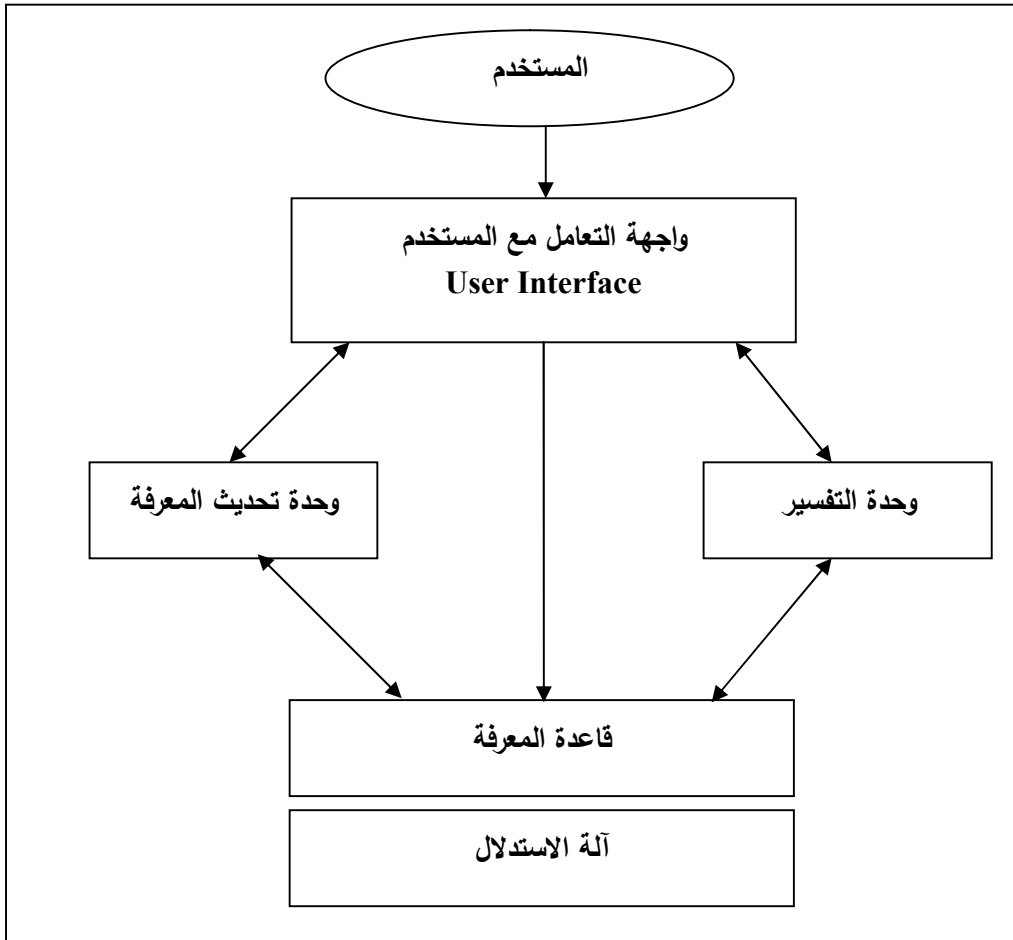 المستخدم
واجهة التعامل مع المستخدم
User Interface
وحدة تحديث المعرفة
وحدة التفسير
قاعدة المعرفة
آلة الاستدلال